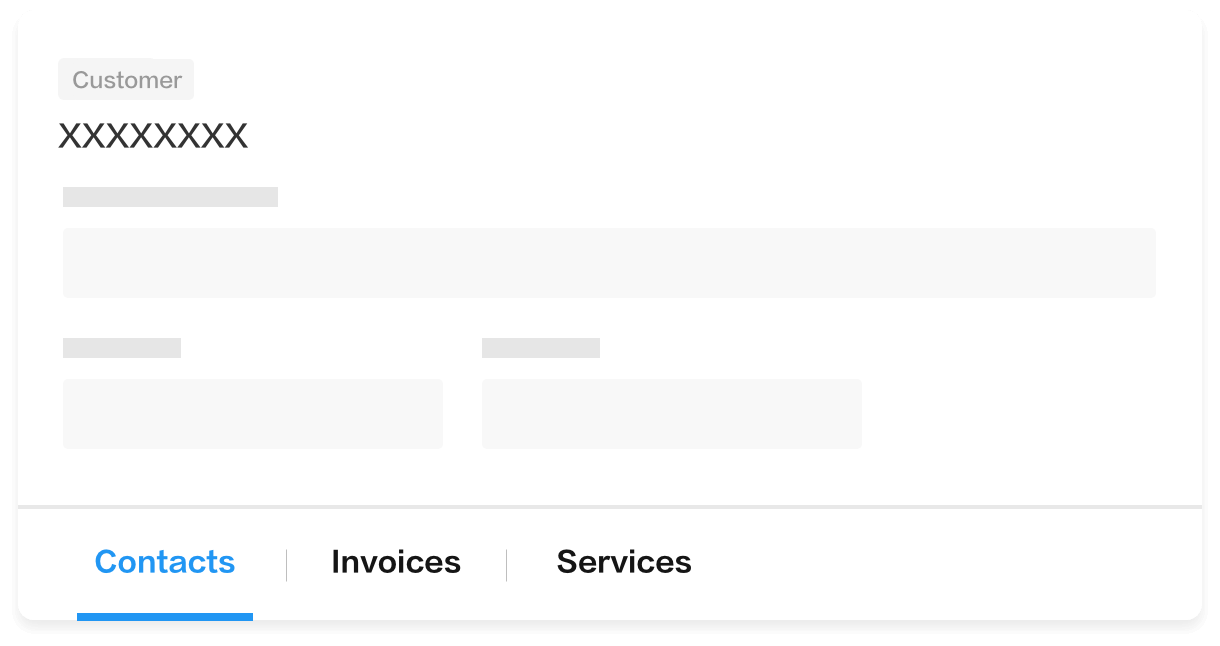 Customer
XXXXXXXX
Contacts
Invoices
Services